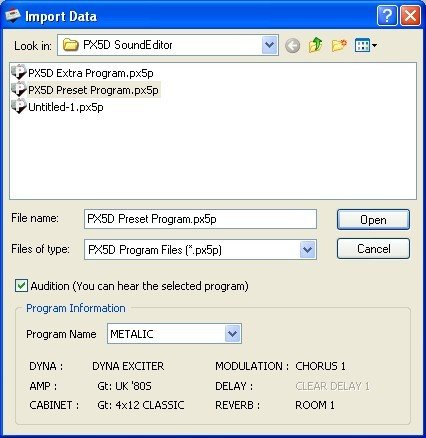 Import Data
Look in: PX5D SoundEditor
PX5D Extra Program.px5p
PX5D Preset Program.px5p
Untitled-1.px5p
File name: PX5D Preset Program.px5p Open
Files of type: PX5D Program Files (*.px5p) Cancel
Audition (You can hear the selected program)
Program Information
Program Name METALIC
DYNA : DYNA EXCITER MODULATION : CHORUS 1
AMP : Gt: UK '80S DELAY : CLEAR DELAY 1
CABINET : Gt: 4x12 CLASSIC REVERB : ROOM 1